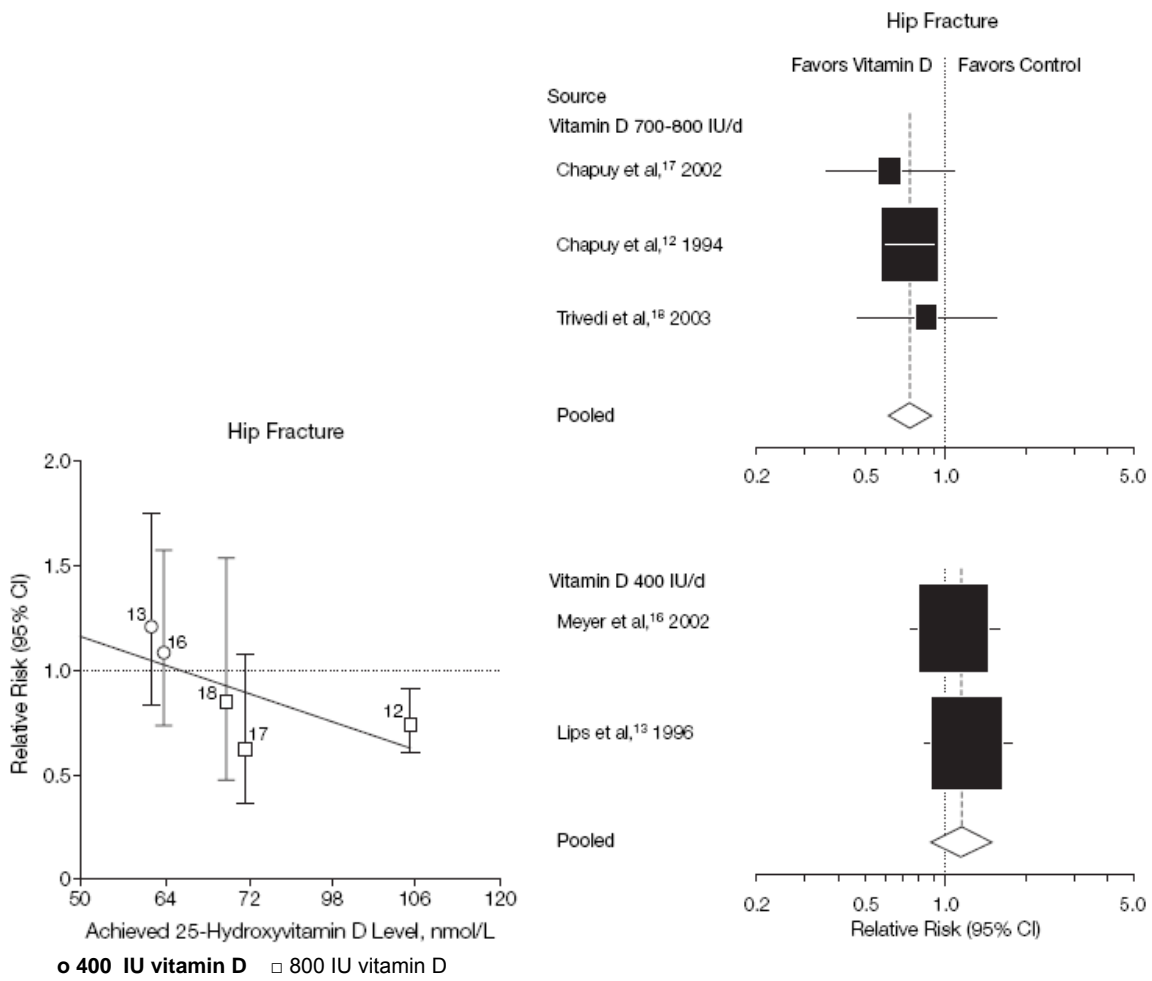 Hip Fracture
Favors Vitamin D Favors Control
Source
Vitamin D 700-800 IU/d
Chapuy et al,17 2002
Chapuy et al,12 1994
Trivedi et al,18 2003
Pooled
0.2 0.5 1.0 5.0
Vitamin D 400 IU/d
Meyer et al,16 2002
Lips et al,13 1996
Pooled
0.2 0.5 1.0 5.0
Relative Risk (95% CI)
Hip Fracture
Relative Risk (95% CI)
2.0
1.5
1.0
0.5
0
13
16
18
17
12
50 64 72 98 106 120
Achieved 25-Hydroxyvitamin D Level, nmol/L
o 400 IU vitamin D □ 800 IU vitamin D